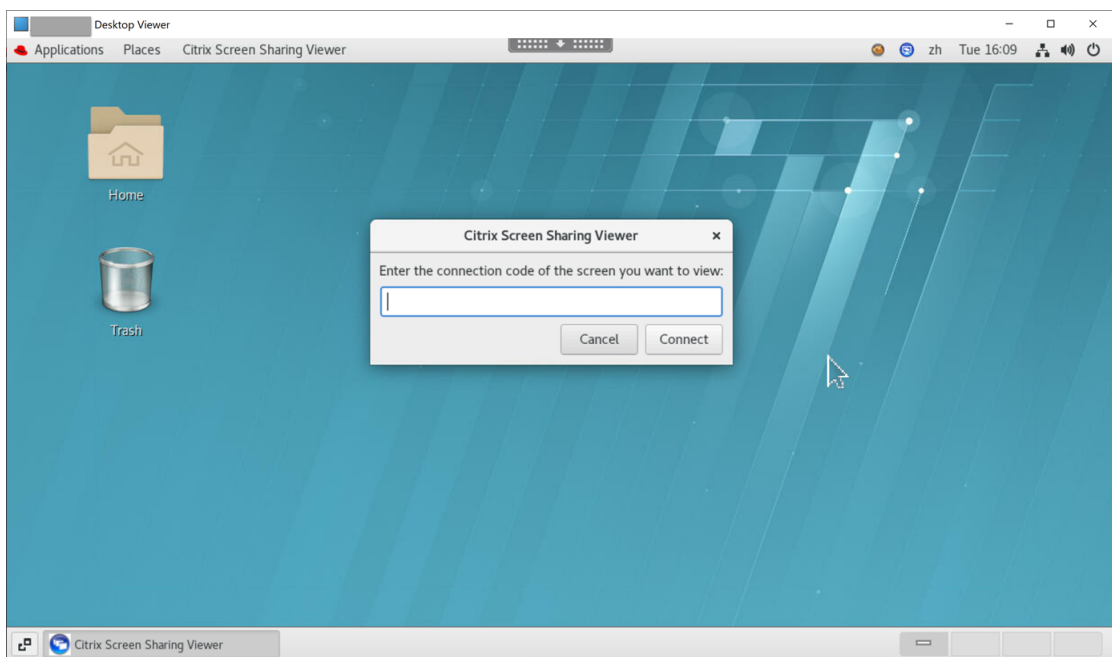 Desktop Viewer
Applications Places Citrix Screen Sharing Viewer zh Tue 16:09
Home
Citrix Screen Sharing Viewer
Enter the connection code of the screen you want to view:
Cancel Connect
Trash
Citrix Screen Sharing Viewer